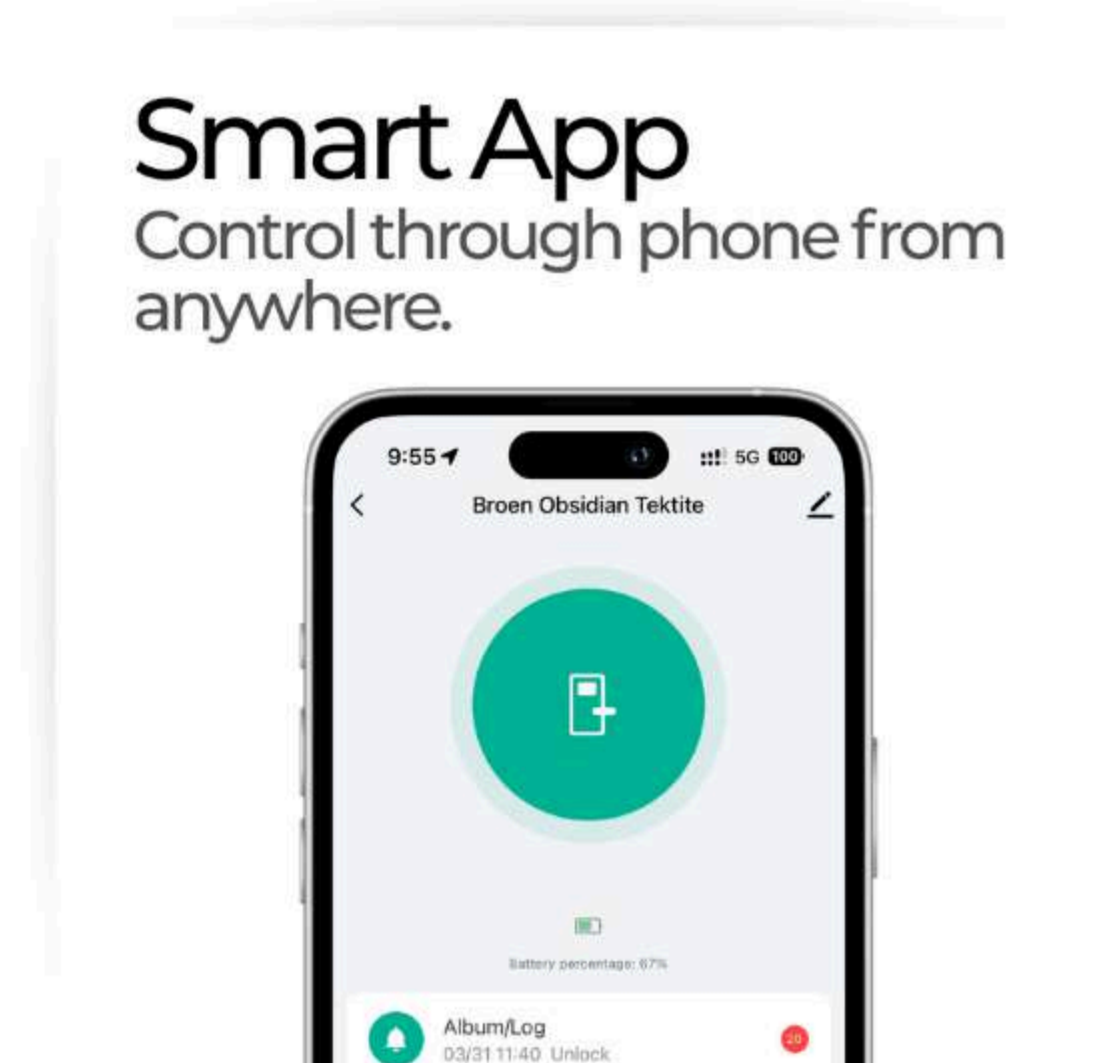 Smart App
Control through phone from
anywhere.
9:55 5G 100
Broen Obsidian Tektite
Battery percentage: 67%
Album/Log
20
03/31 11:40 Unlock